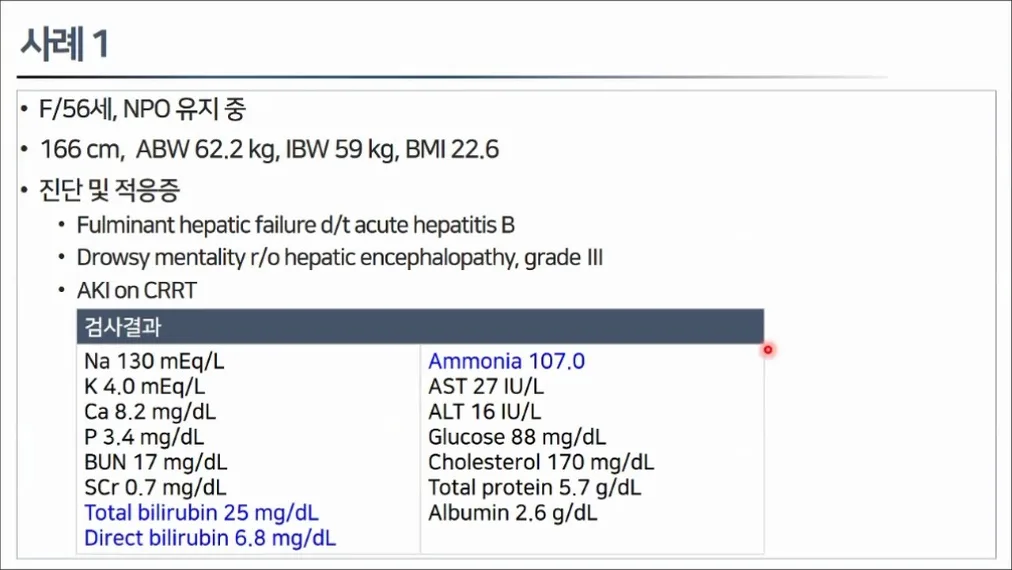 사례 1
• F/56세, NPO 유지 중
• 166 cm, ABW 62.2 kg, IBW 59 kg, BMI 22.6
• 진단 및 적응증
• Fulminant hepatic failure d/t acute hepatitis B
• Drowsy mentality r/o hepatic encephalopathy, grade III
• AKI on CRRT
검사결과
Na 130 mEq/L
K 4.0 mEq/L
Ca 8.2 mg/dL
P 3.4 mg/dL
BUN 17 mg/dL
SCr 0.7 mg/dL
Total bilirubin 25 mg/dL
Direct bilirubin 6.8 mg/dL
Ammonia 107.0
AST 27 IU/L
ALT 16 IU/L
Glucose 88 mg/dL
Cholesterol 170 mg/dL
Total protein 5.7 g/dL
Albumin 2.6 g/dL